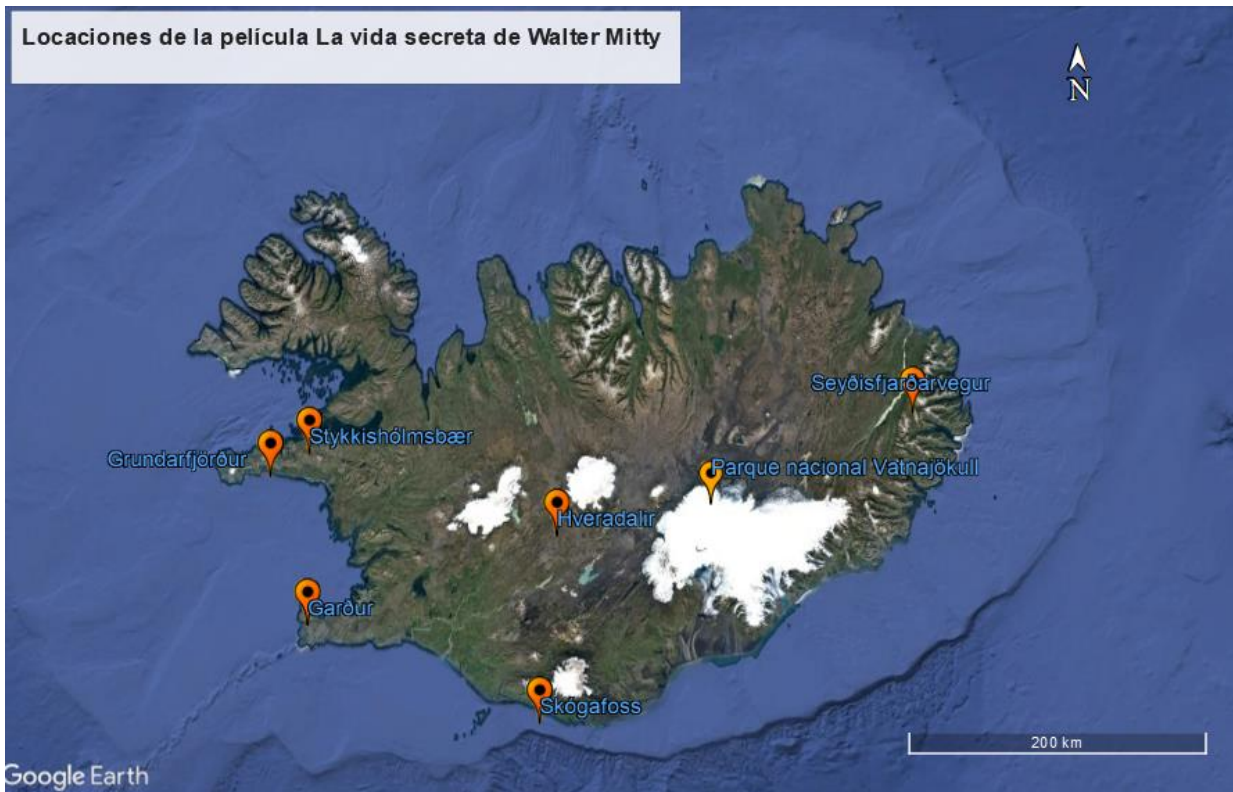 Locaciones de la película La vida secreta de Walter Mitty
N
Seyðisfjarðarvegur
Stykkishólmsbær
Grundarfjörður
Parque nacional Vatnajökull
Hveradalir
Garður
Skógafoss
200 km
Google Earth